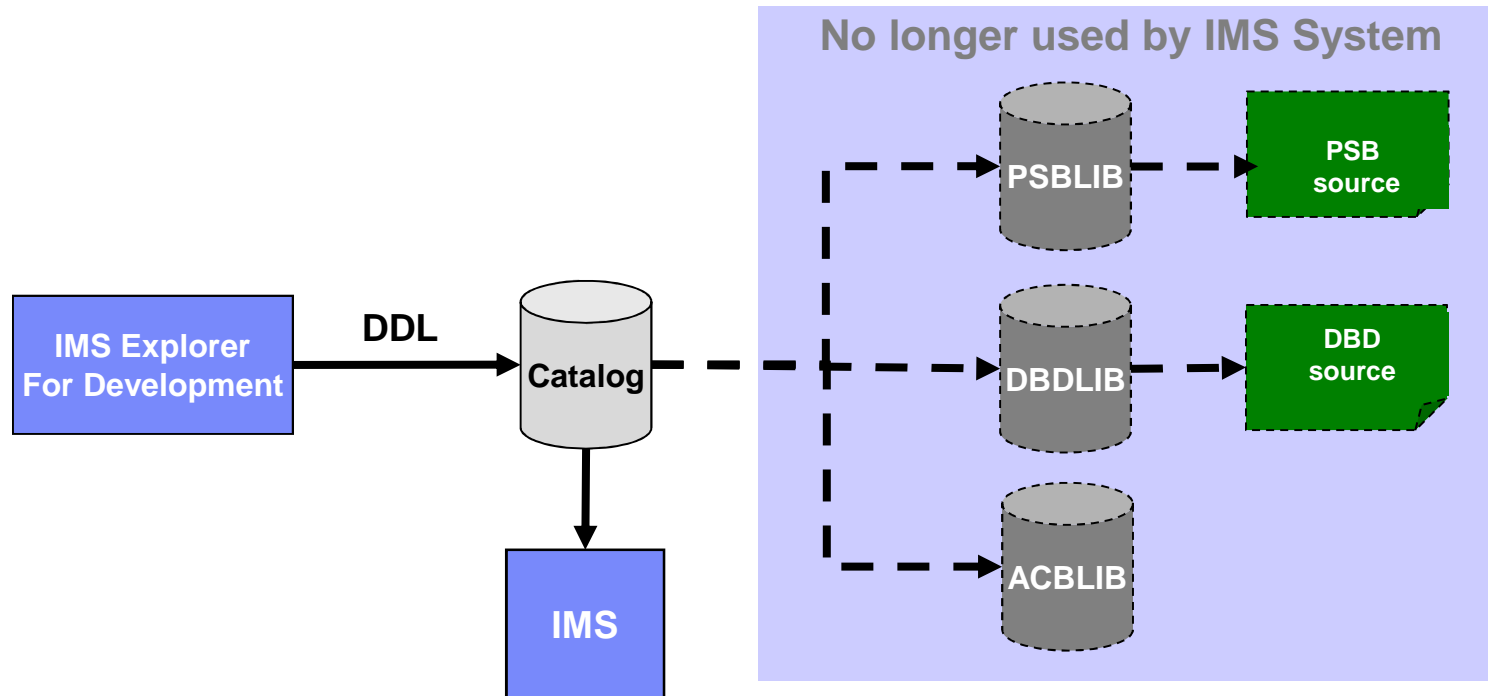 No longer used by IMS System
PSBLIB
PSB
source
IMS Explorer
For Development
DDL
Catalog
DBDLIB
DBD
source
ACBLIB
IMS